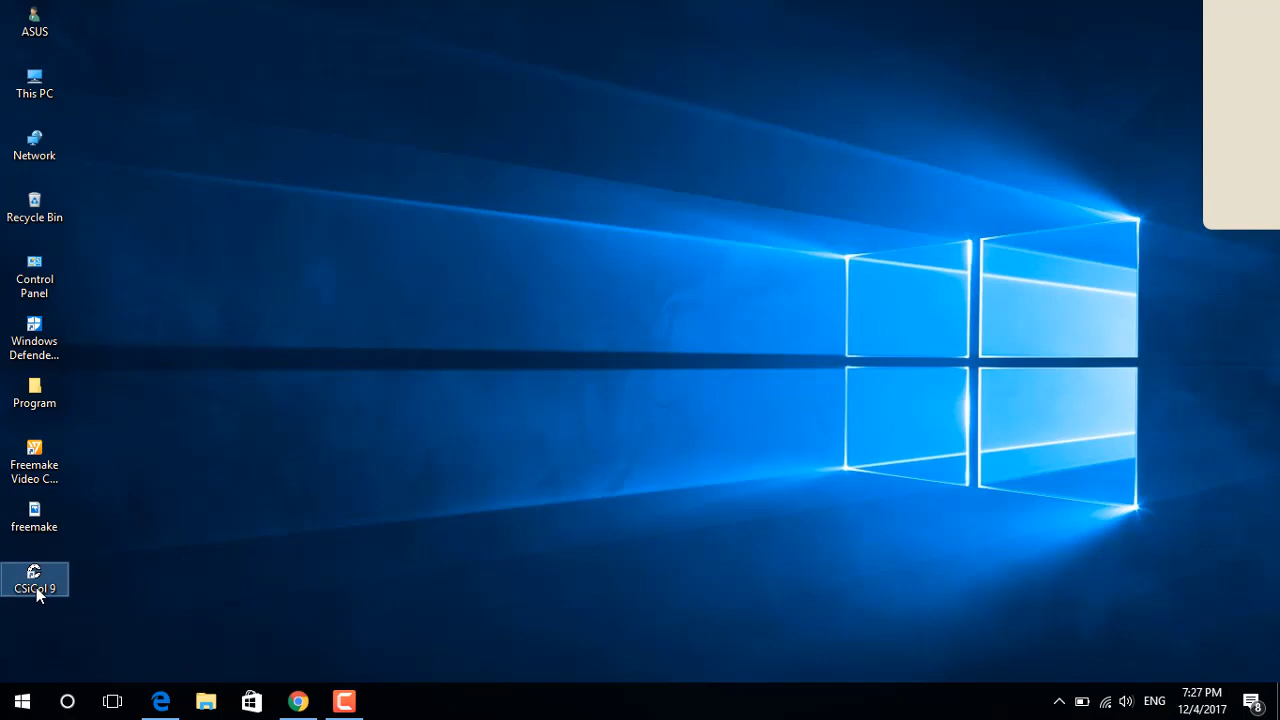 ASUS
This PC
Network
Recycle Bin
Control
Panel
Windows
Defende...
Program
Freemake
Video C...
freemake
CSiCol 9
ENG
7:27 PM
12/4/2017
8